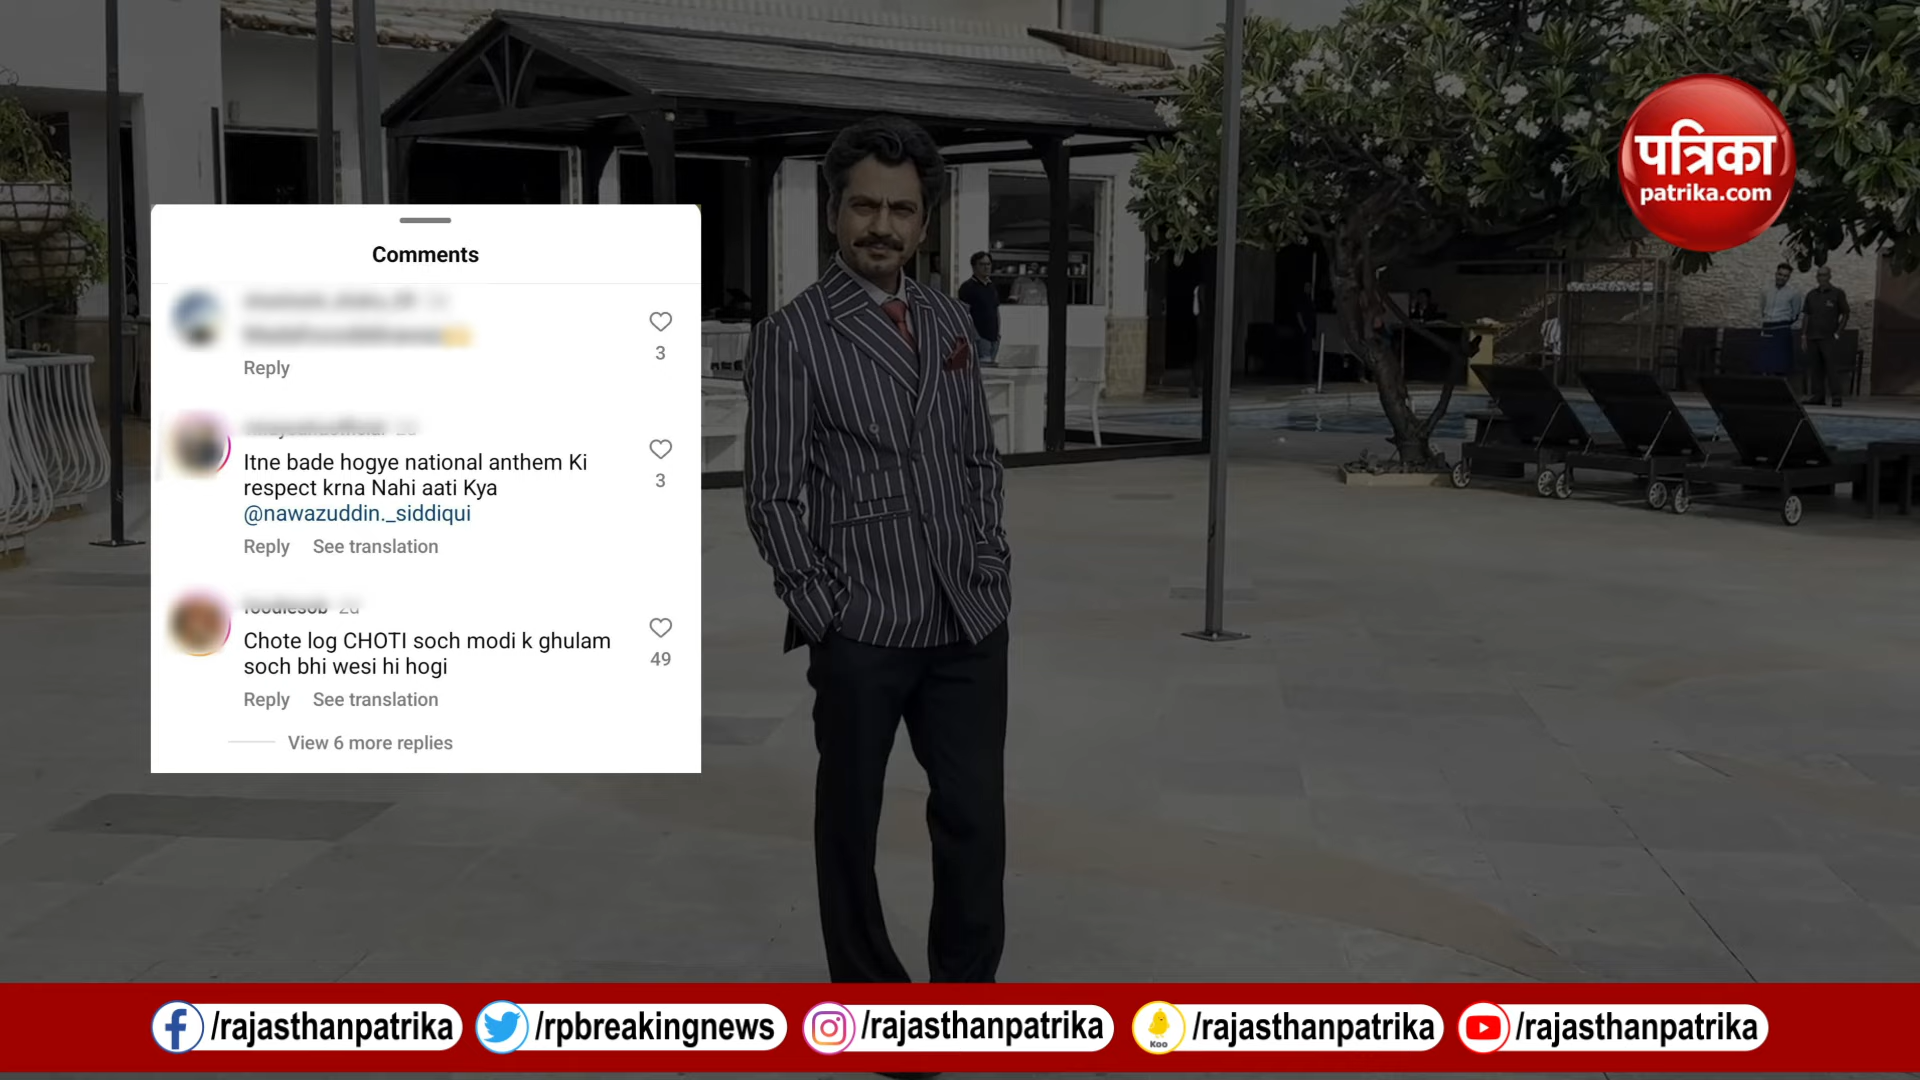 पत्रिका
patrika.com
Comments
3
Reply
Itne bade hogye national anthem Ki
respect krna Nahi aati Kya
@nawazuddin._siddiqui
3
Reply See translation
2d
Chote log CHOTI soch modi k ghulam
soch bhi wesi hi hogi
49
Reply See translation
View 6 more replies
/rajasthanpatrika /rpbreakingnews /rajasthanpatrika Koo /rajasthanpatrika /rajasthanpatrika